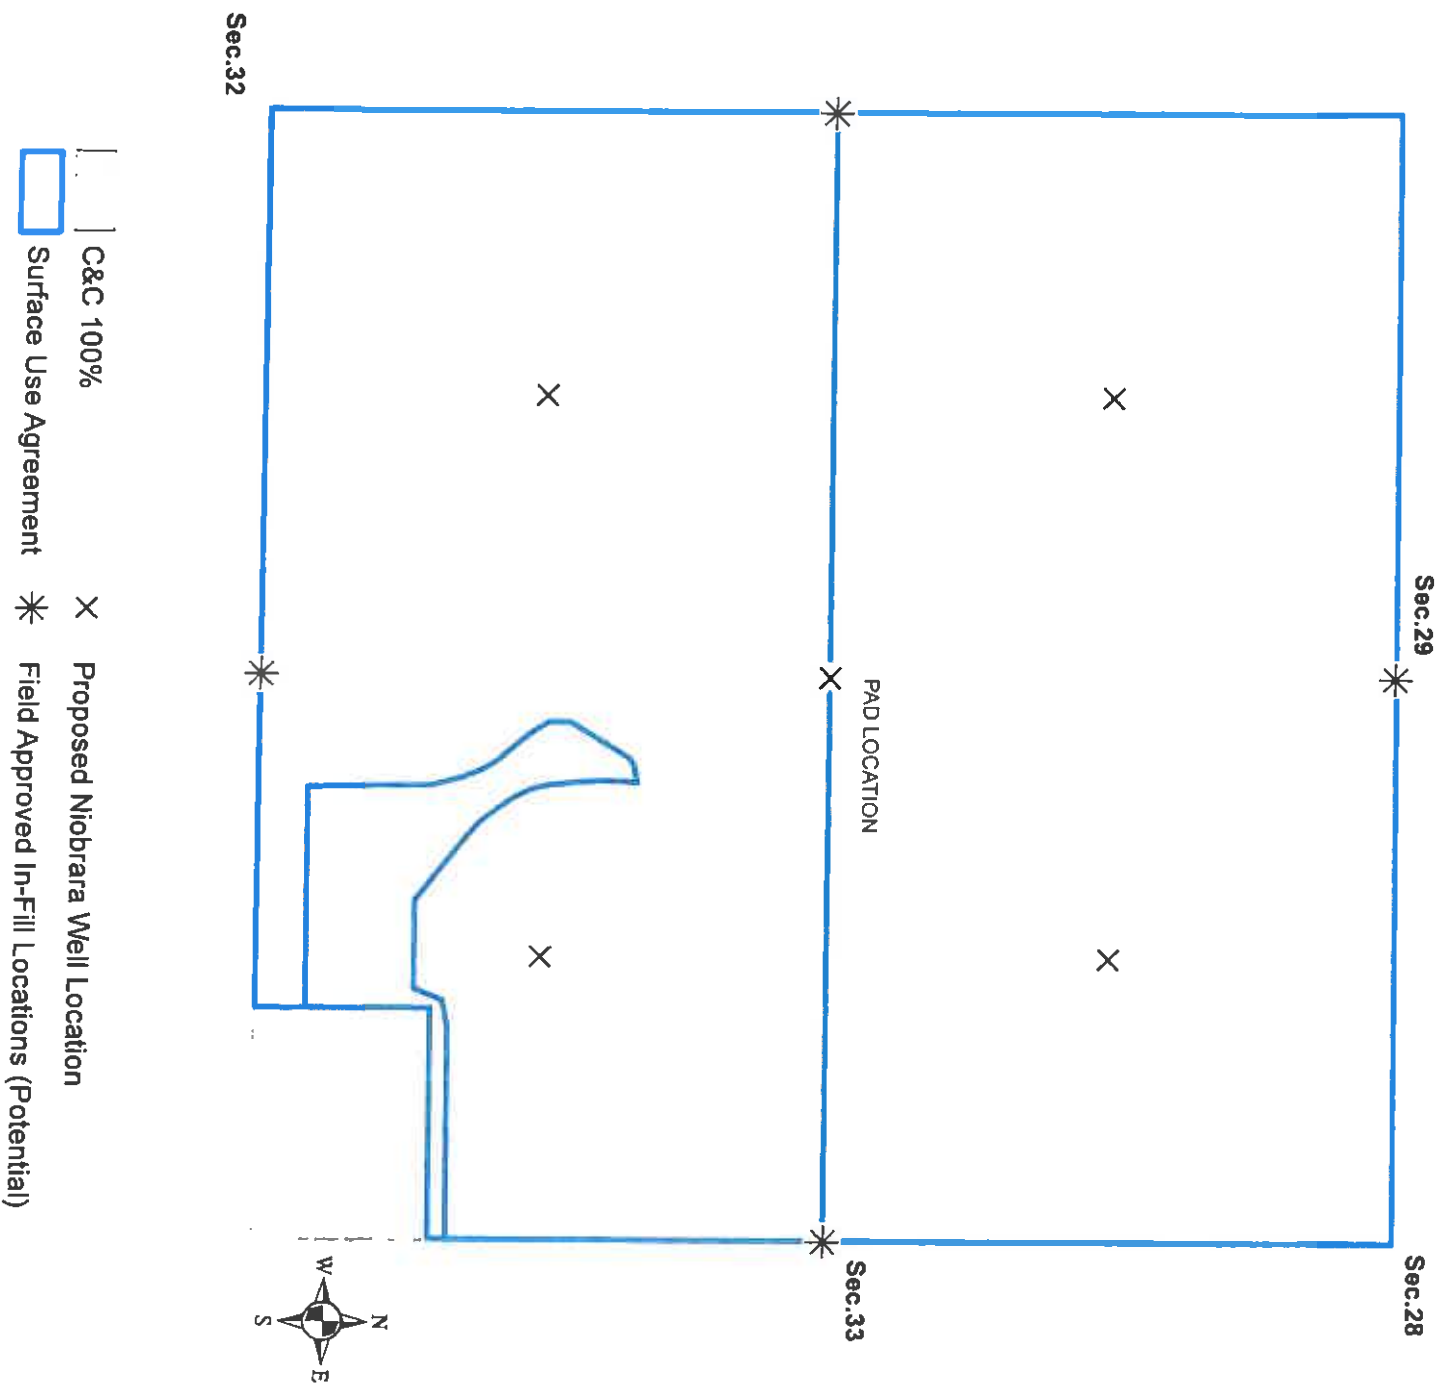 Sec.29
Sec.28
PAD LOCATION
Sec.33
Sec.32
C&C 100%
Proposed Niobrara Well Location
Surface Use Agreement
Field Approved In-Fill Locations (Potential)
N
W
E
S